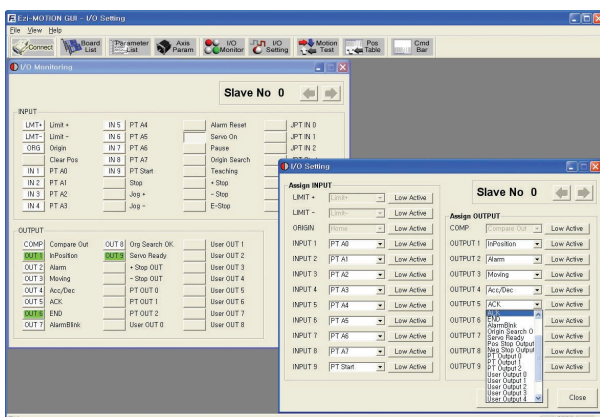 Ezi-MOTION GUI - I/O Setting
File View Help
Connect Board List Parameter List Axis Param I/O Monitor I/O Setting Motion Test Pos Table Cmd Bar
I/O Monitoring
Slave No 0
INPUT
LMT+ Limit + IN 5 PT A4 Alarm Reset JPT IN 0
LMT- Limit - IN 6 PT A5 Servo On JPT IN 1
ORG Origin IN 7 PT A6 Pause JPT IN 2
Clear Pos IN 8 PT A7 Origin Search
IN 1 PT A0 IN 9 PT Start Teaching
IN 2 PT A1 Stop + Stop
IN 3 PT A2 Jog + - Stop
IN 4 PT A3 Jog - E-Stop
OUTPUT
COMP Compare Out OUT 8 Org Search OK User OUT 1
OUT 1 InPosition OUT 9 Servo Ready User OUT 2
OUT 2 Alarm + Stop OUT User OUT 3
OUT 3 Moving - Stop OUT User OUT 4
OUT 4 Acc/Dec PT OUT 0 User OUT 5
OUT 5 ACK PT OUT 1 User OUT 6
OUT 6 END PT OUT 2 User OUT 7
OUT 7 AlarmBlink User OUT 0 User OUT 8
I/O Setting
Slave No 0
Assign INPUT
LIMIT + Limit+ Low Active
LIMIT - Limit- Low Active
ORIGIN Home Low Active
INPUT 1 PT A0 Low Active
INPUT 2 PT A1 Low Active
INPUT 3 PT A2 Low Active
INPUT 4 PT A3 Low Active
INPUT 5 PT A4 Low Active
INPUT 6 PT A5 Low Active
INPUT 7 PT A6 Low Active
INPUT 8 PT A7 Low Active
INPUT 9 PT Start Low Active
Assign OUTPUT
COMP Compare Out Low Active
OUTPUT 1 InPosition Low Active
OUTPUT 2 Alarm Low Active
OUTPUT 3 Moving Low Active
OUTPUT 4 Acc/Dec Low Active
OUTPUT 5 ACK Low Active
OUTPUT 6 Low Active
OUTPUT 7 Low Active
OUTPUT 8 Low Active
OUTPUT 9 Low Active
ACK
END
AlarmBlink
Origin Search O
Servo Ready
Pos Stop Output
Neg Stop Output
PT Output 0
PT Output 1
PT Output 2
User Output 0
User Output 1
User Output 2
User Output 3
User Output 4
Close